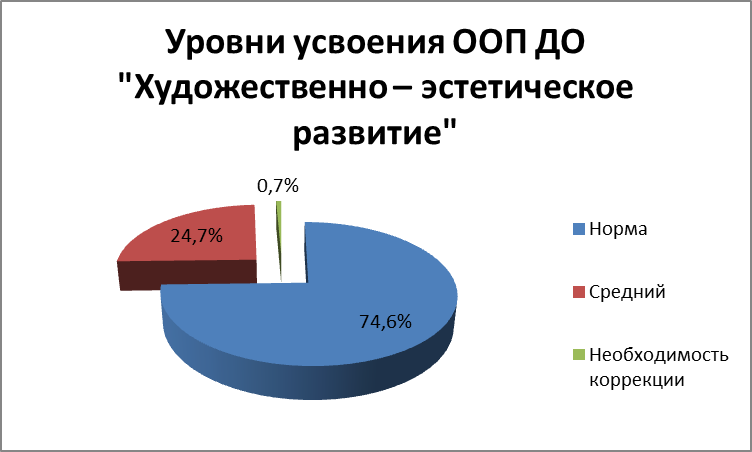 Уровни усвоения ООП ДО
"Художественно – эстетическое
развитие"
0,7%
24,7%
74,6%
Норма
Средний
Необходимость
коррекции